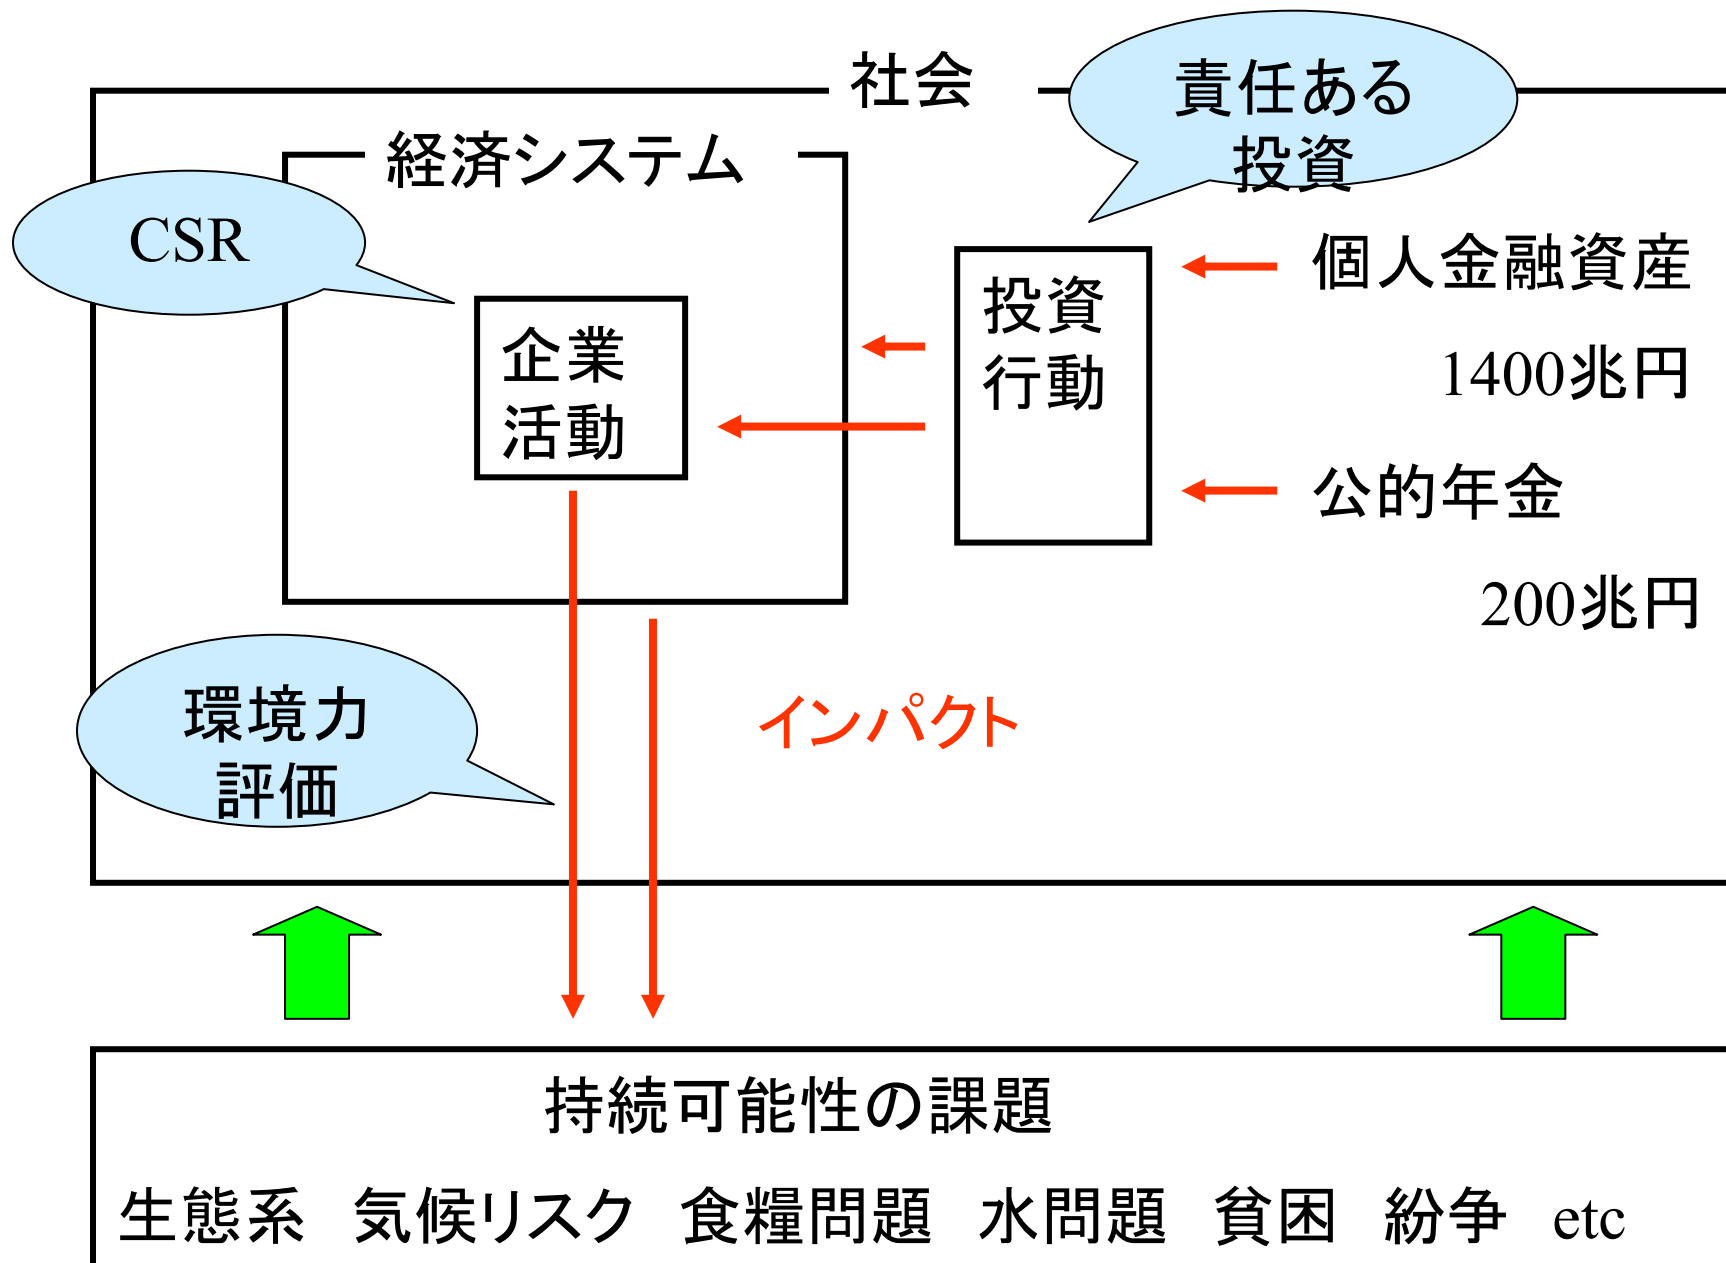 社会
責任ある
投資
経済システム
CSR
個人金融資産
投資
行動
企業
活動
1400兆円
公的年金
200兆円
環境力
評価
インパクト
持続可能性の課題
生態系 気候リスク 食糧問題 水問題 貧困 紛争 etc